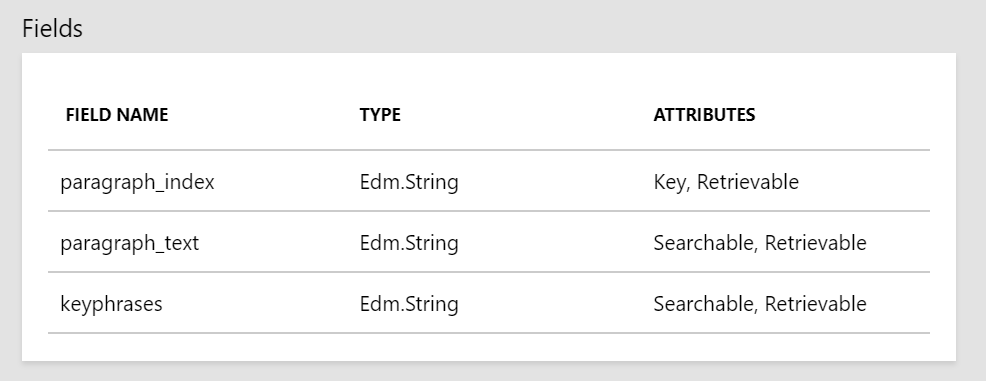 Fields
FIELD NAME TYPE ATTRIBUTES
paragraph_index Edm.String Key, Retrievable
paragraph_text Edm.String Searchable, Retrievable
keyphrases Edm.String Searchable, Retrievable